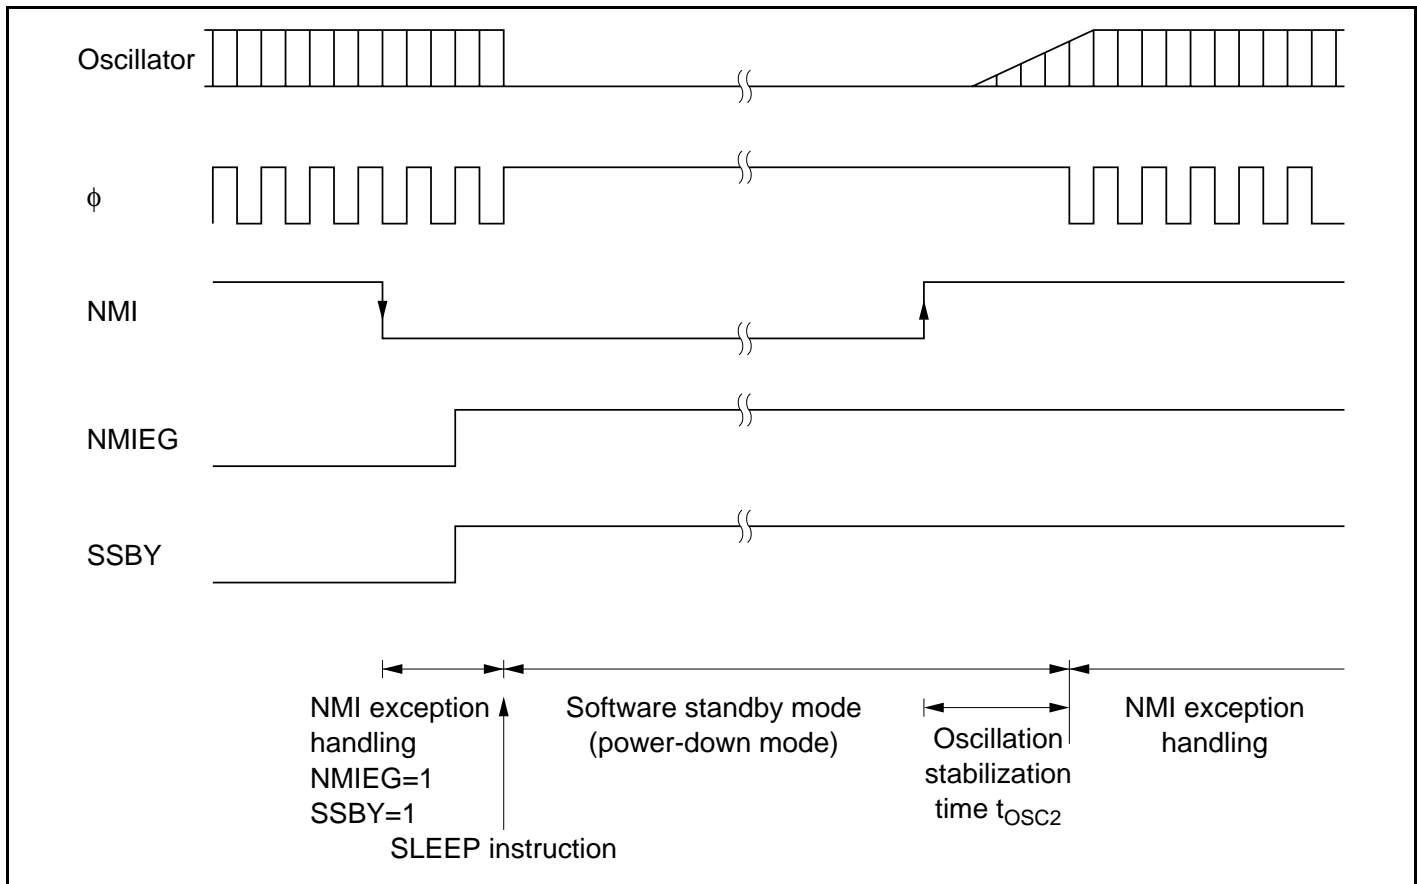 Oscillator
ϕ
NMI
NMIEG
SSBY
NMI exception
handling
NMIEG=1
SSBY=1
SLEEP instruction
Software standby mode
(power-down mode)
Oscillation
stabilization
time tOSC2
NMI exception
handling